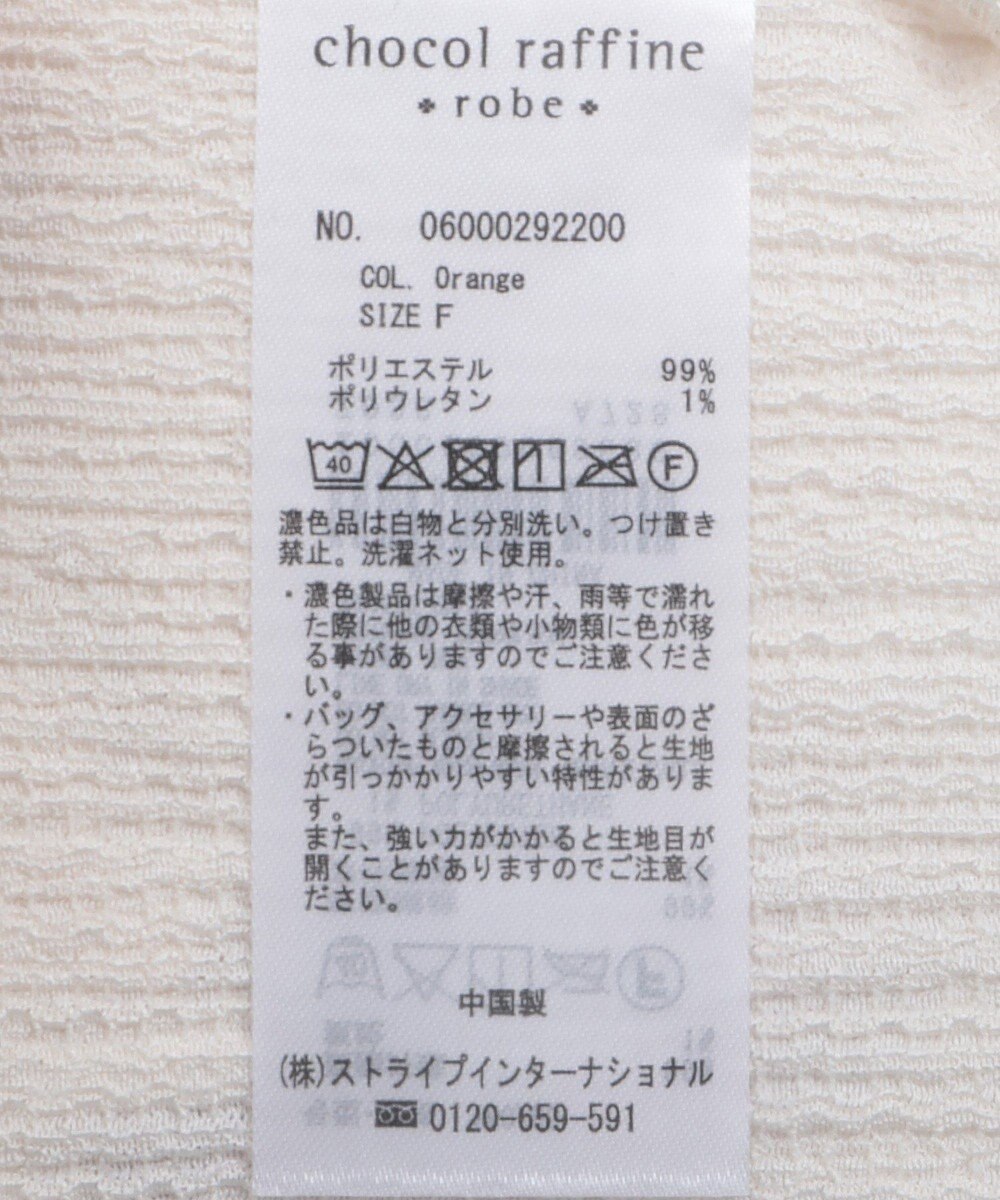 chocol raffine
robe
NO. 06000292200
COL. Orange
SIZE F
ポリエステル 99%
ポリウレタン 1%
40 F
濃色品は白物と分別洗い。つけ置き
禁止。洗濯ネット使用。
・濃色製品は摩擦や汗、雨等で濡れ
た際に他の衣類や小物類に色が移
る事がありますのでご注意くださ
い。
・バッグ、アクセサリーや表面のざ
らついたものと摩擦されると生地
が引っかかりやすい特性がありま
す。
また、強い力がかかると生地目が
開くことがありますのでご注意く
ださい。
中国製
(株)ストライプインターナショナル
0120-659-591